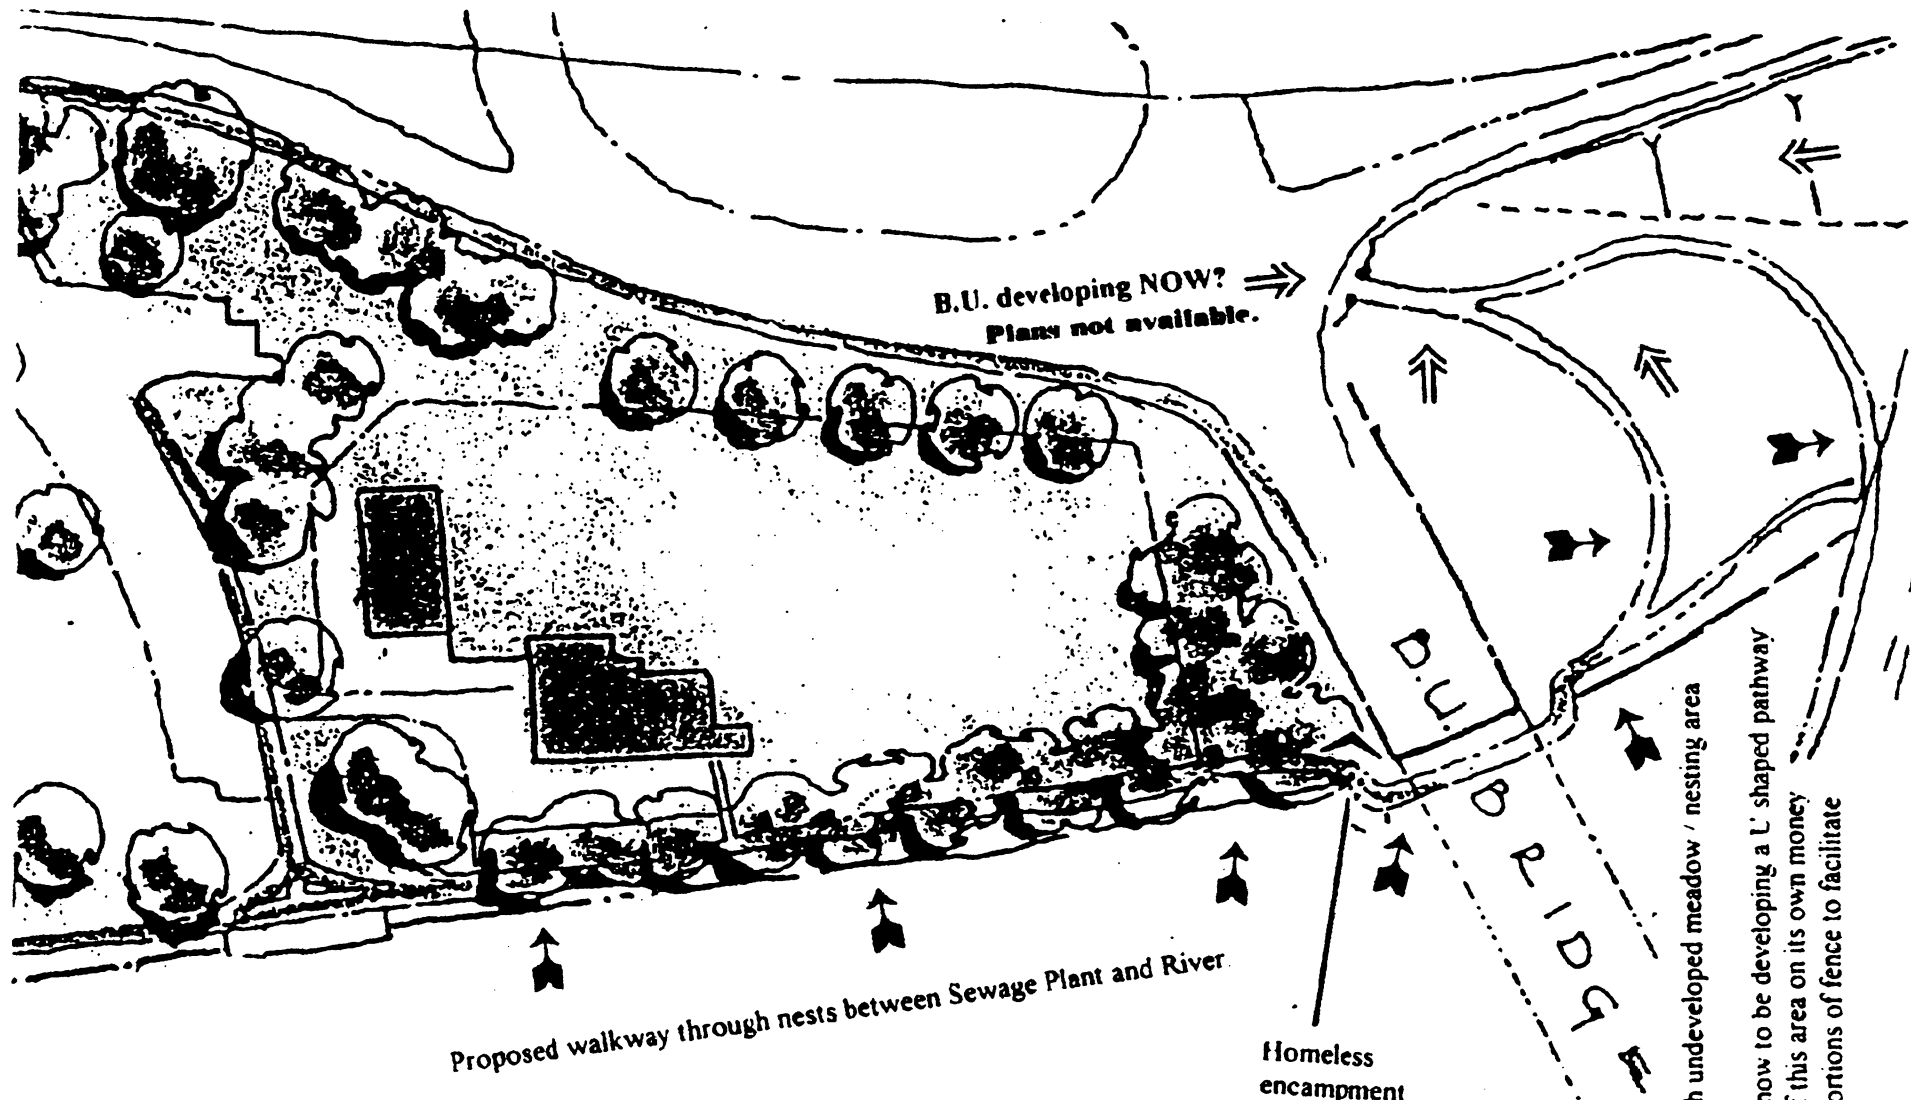 B.U. developing NOW?
Plans not available.
B.U. BRIDGE
Proposed walkway through nests between Sewage Plant and River
Homeless
encampment
undeveloped meadow / nesting area
now to be developing a 'U' shaped pathway
this area on its own money
of fence to facilitate